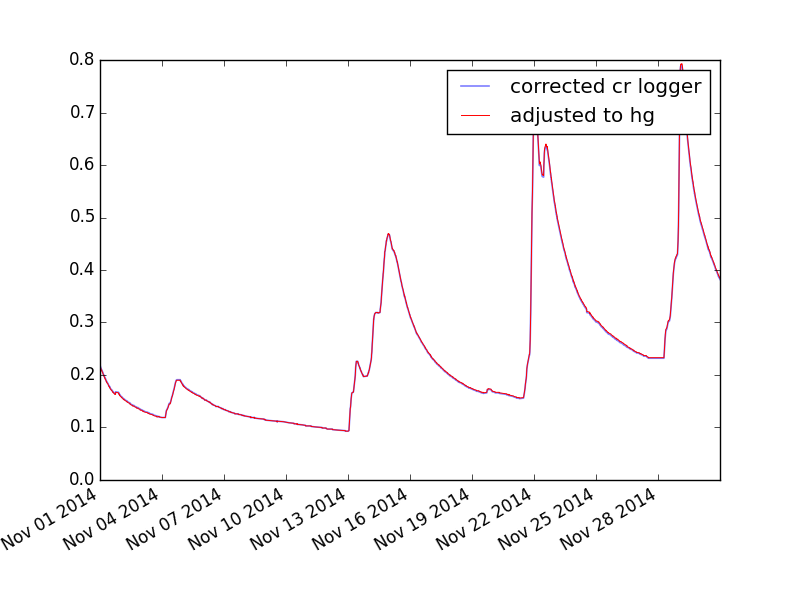 0.8
0.7
0.6
0.5
0.4
0.3
0.2
0.1
0.0
corrected cr logger
adjusted to hg
Nov 01 2014
Nov 04 2014
Nov 07 2014
Nov 10 2014
Nov 13 2014
Nov 16 2014
Nov 19 2014
Nov 22 2014
Nov 25 2014
Nov 28 2014